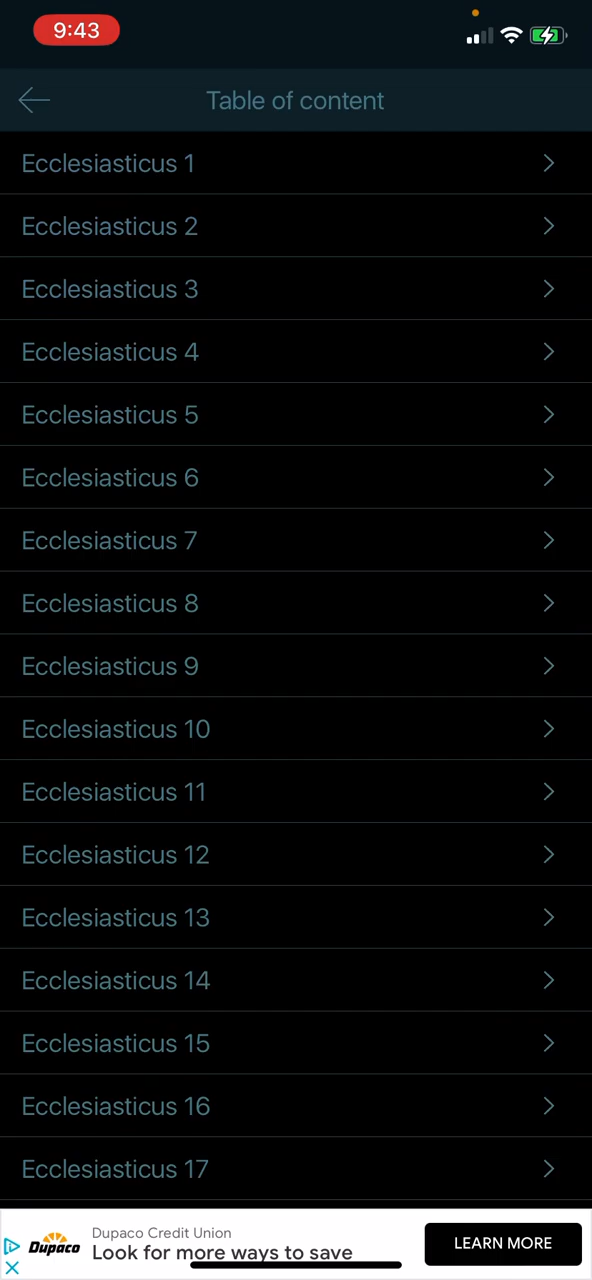 9:43
Table of content
Ecclesiasticus 1
Ecclesiasticus 2
Ecclesiasticus 3
Ecclesiasticus 4
Ecclesiasticus 5
Ecclesiasticus 6
Ecclesiasticus 7
Ecclesiasticus 8
Ecclesiasticus 9
Ecclesiasticus 10
Ecclesiasticus 11
Ecclesiasticus 12
Ecclesiasticus 13
Ecclesiasticus 14
Ecclesiasticus 15
Ecclesiasticus 16
Ecclesiasticus 17
Dupaco
Dupaco Credit Union
Look for more ways to save
LEARN MORE